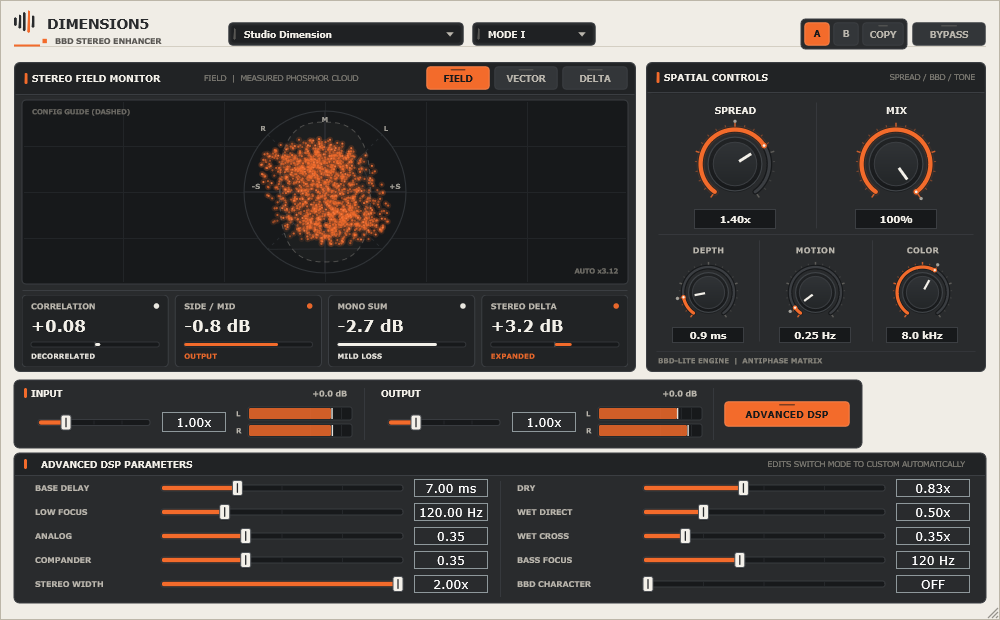 DIMENSION5
BBD STEREO ENHANCER
Studio Dimension
MODE I
A
B
COPY
BYPASS
STEREO FIELD MONITOR
FIELD | MEASURED PHOSPHOR CLOUD
FIELD
VECTOR
DELTA
CONFIG GUIDE (DASHED)
M
R
L
-S
+S
AUTO x3.12
CORRELATION
+0.08
DECORRELATED
SIDE / MID
-0.8 dB
OUTPUT
MONO SUM
-2.7 dB
MILD LOSS
STEREO DELTA
+3.2 dB
EXPANDED
SPATIAL CONTROLS
SPREAD / BBD / TONE
SPREAD
1.40x
MIX
100%
DEPTH
0.9 ms
MOTION
0.25 Hz
COLOR
8.0 kHz
BBD-LITE ENGINE | ANTIPHASE MATRIX
INPUT
+0.0 dB
1.00x
L
R
OUTPUT
+0.0 dB
1.00x
L
R
ADVANCED DSP
ADVANCED DSP PARAMETERS
EDITS SWITCH MODE TO CUSTOM AUTOMATICALLY
BASE DELAY
7.00 ms
LOW FOCUS
120.00 Hz
ANALOG
0.35
COMPANDER
0.35
STEREO WIDTH
2.00x
DRY
0.83x
WET DIRECT
0.50x
WET CROSS
0.35x
BASS FOCUS
120 Hz
BBD CHARACTER
OFF